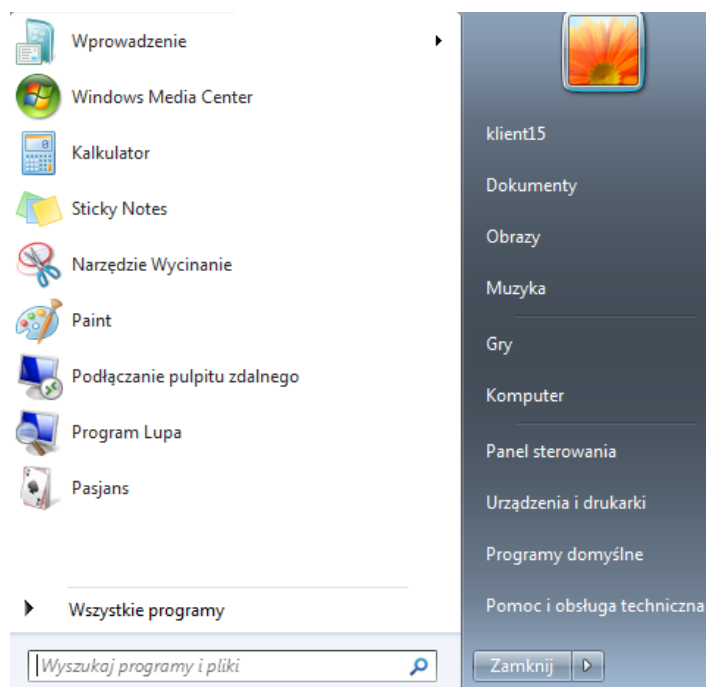 Wprowadzenie
Windows Media Center
Kalkulator
Sticky Notes
Narzędzie Wycinanie
Paint
Podłączanie pulpitu zdalnego
Program Lupa
Pasjans
Wszystkie programy
Wyszukaj programy i pliki
klient15
Dokumenty
Obrazy
Muzyka
Gry
Komputer
Panel sterowania
Urządzenia i drukarki
Programy domyślne
Pomoc i obsługa techniczna
Zamknij